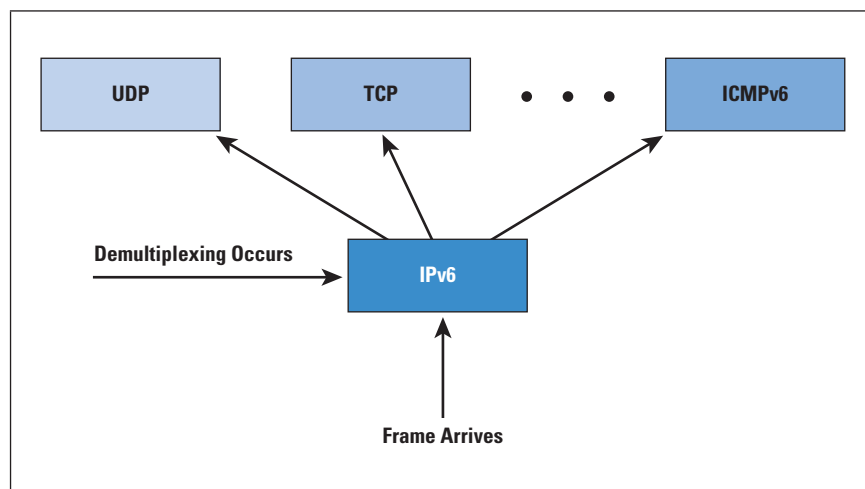 UDP
TCP
ICMPv6
Demultiplexing Occurs
IPv6
Frame Arrives